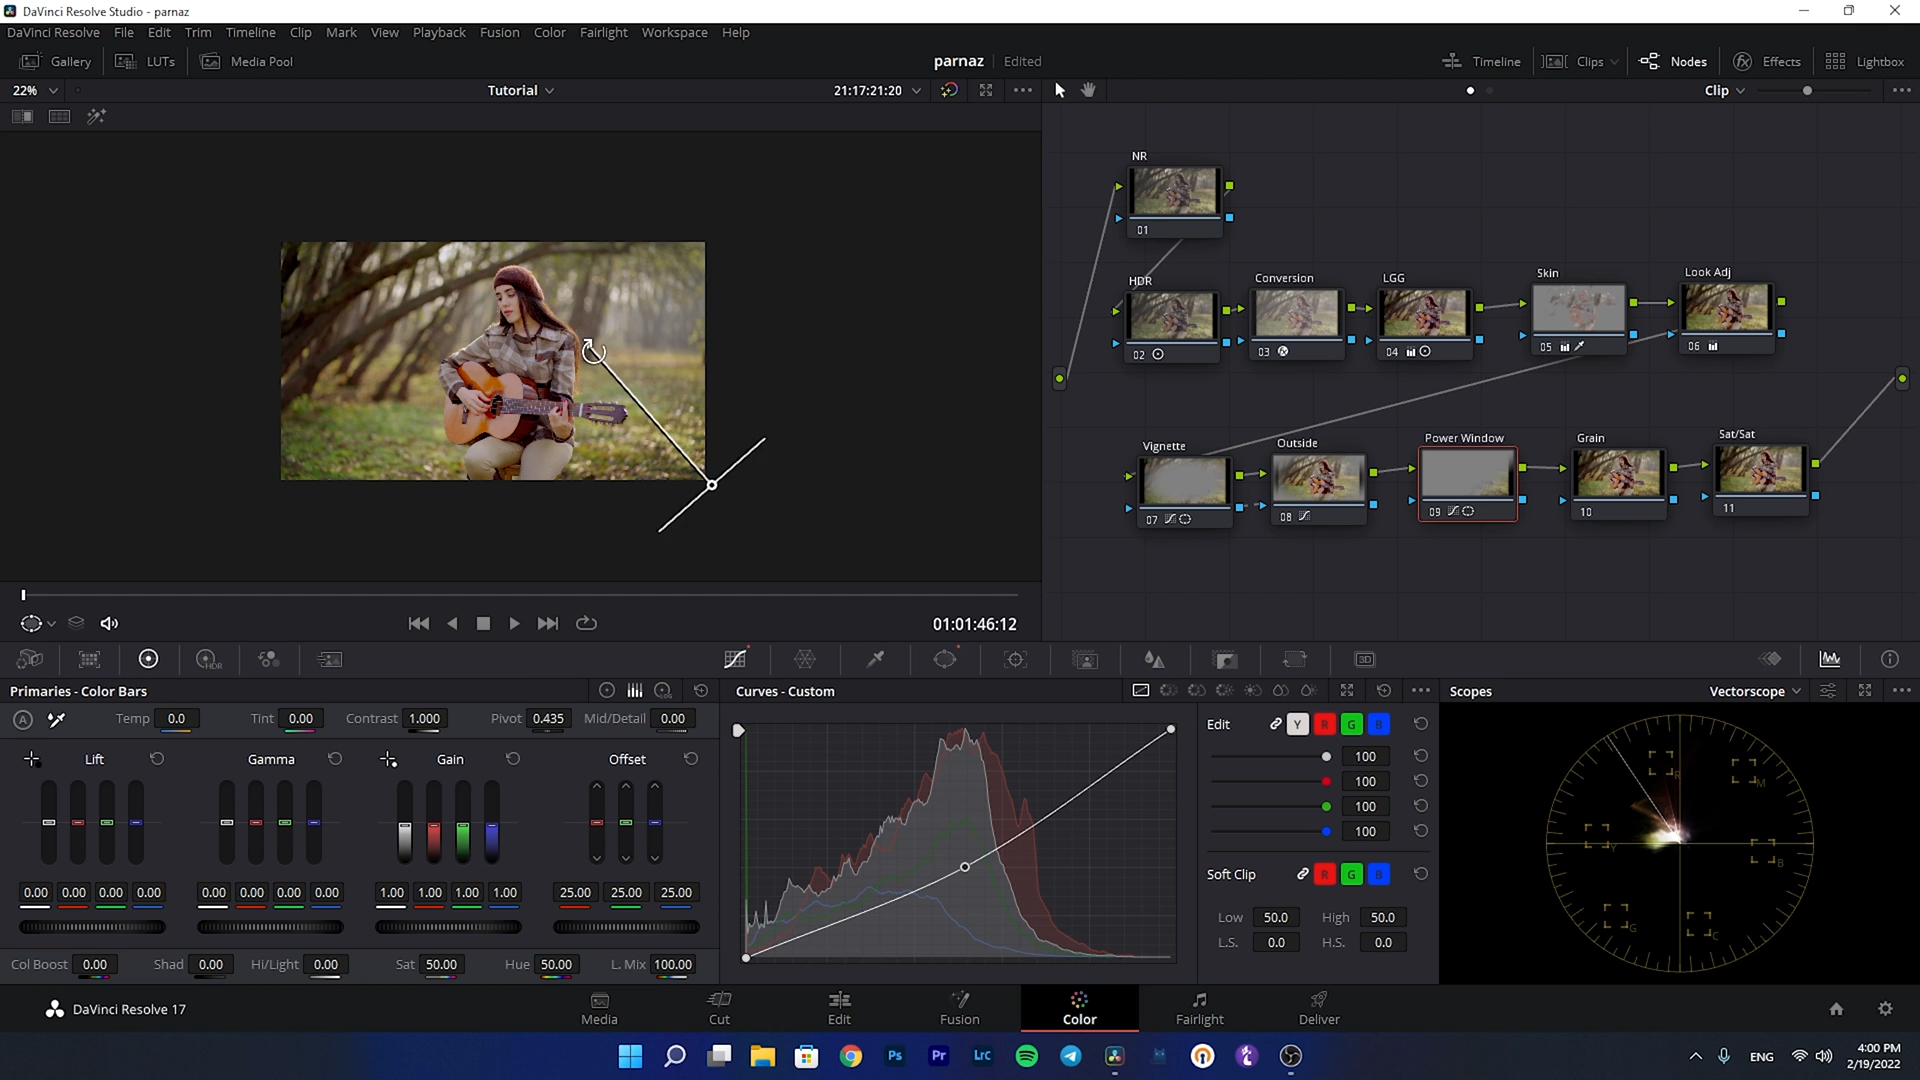 DaVinci Resolve Studio - parnaz
DaVinci Resolve File Edit Trim Timeline Clip Mark View Playback Fusion Color Fairlight Workspace Help
Gallery LUTs Media Pool parnaz Edited Timeline Clips Nodes Effects Lightbox
22% Tutorial 21:17:21:20 Clip
NR
01
HDR Conversion LGG Skin Look Adj
02 03 04 05 06
Vignette Outside Power Window Grain Sat/Sat
07 08 09 10 11
01:01:46:12
HDR 3D
Primaries - Color Bars Curves - Custom Scopes Vectorscope
LOG
A Temp 0.0 Tint 0.00 Contrast 1.000 Pivot 0.435 Mid/Detail 0.00 Edit Y R G B
Lift Gamma Gain Offset 100
100
100
100
0.00 0.00 0.00 0.00 0.00 0.00 0.00 0.00 1.00 1.00 1.00 1.00 25.00 25.00 25.00 Soft Clip R G B
Low 50.0 High 50.0
L.S. 0.0 H.S. 0.0
R M Y B G C
Col Boost 0.00 Shad 0.00 Hi/Light 0.00 Sat 50.00 Hue 50.00 L. Mix 100.00
DaVinci Resolve 17 Media Cut Edit Fusion Color Fairlight Deliver
Ps Pr Lrc ENG 4:00 PM
2/19/2022